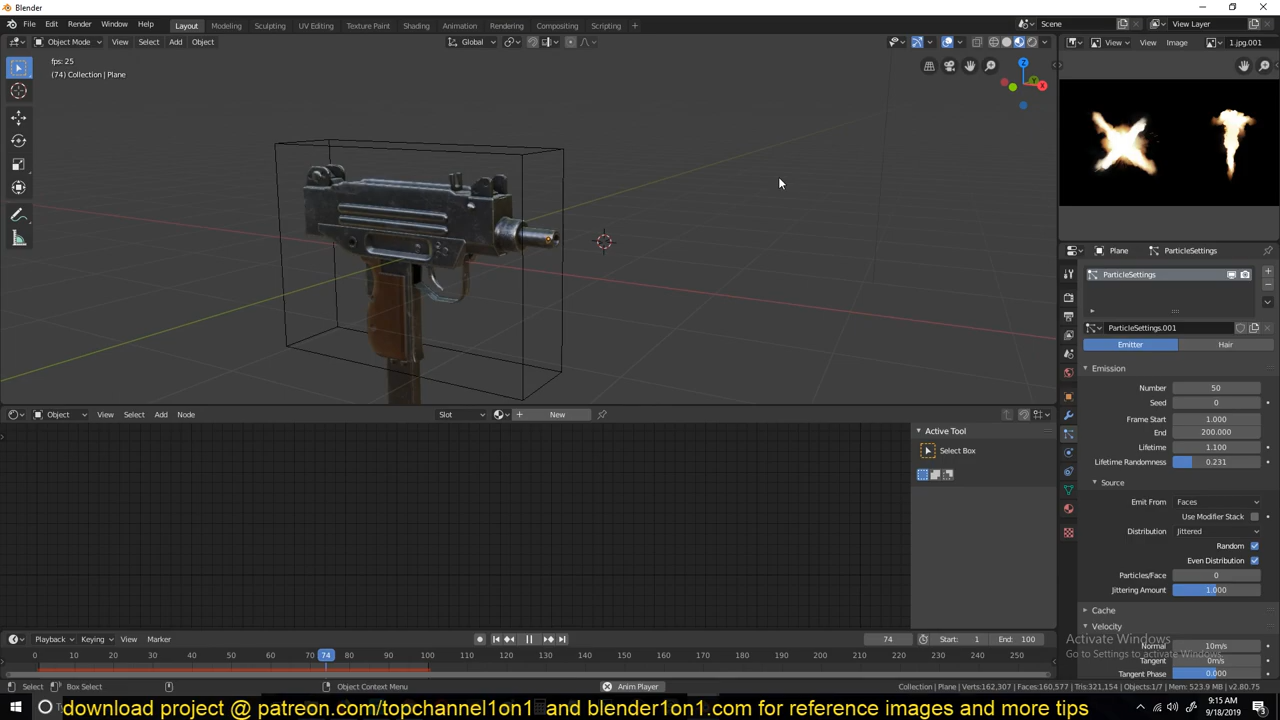 Blender
File Edit Render Window Help
Layout Modeling Sculpting UV Editing Texture Paint Shading Animation Rendering Compositing Scripting +
Scene
View Layer
Object Mode View Select Add Object
Global
View View Image 1.jpg.001
fps: 25
(74) Collection | Plane
Z
Y
X
Plane ParticleSettings
ParticleSettings
ParticleSettings.001
Emitter Hair
Emission
Number 50
Seed 0
Frame Start 1.000
End 200.000
Lifetime 1.100
Lifetime Randomness 0.231
Source
Emit From Faces
Use Modifier Stack
Distribution Jittered
Random
Even Distribution
Particles/Face 0
Jittering Amount 1.000
Cache
Velocity
Normal 10m/s
Tangent 0m/s
Tangent Phase 0.000
Activate Windows
Go to Settings to activate Windows.
Object View Select Add Node Slot New
Active Tool
Select Box
Playback Keying View Marker 74 Start: 1 End: 100
0 10 20 30 40 50 60 70 74 80 90 100 110 120 130 140 150 160 170 180 190 200 210 220 230 240 250
Select Box Select Object Context Menu Anim Player Collection | Plane | Verts:162,307 | Faces:160,577 | Tris:321,154 | Objects:1/7 | Mem: 523.9 MB | v2.80.75
download project @ patreon.com/topchannel1on1 and blender1on1.com for reference images and more tips
9:15 AM
9/18/2019